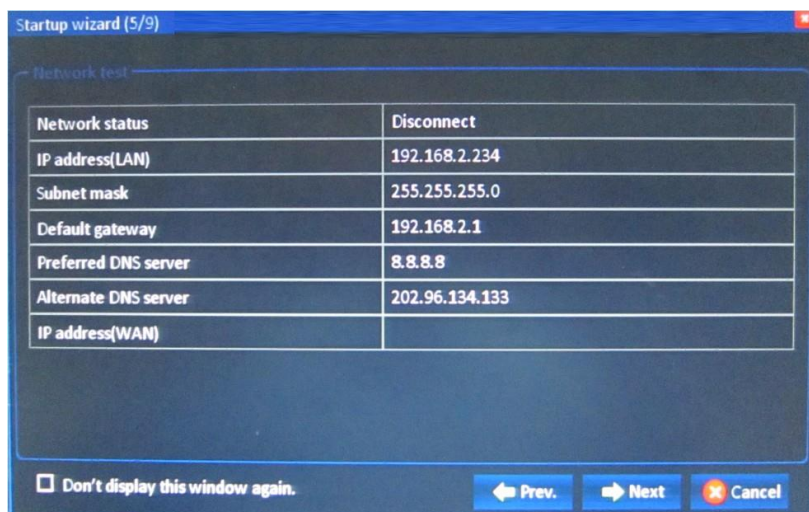 Startup wizard (5/9)
Network test
Network status Disconnect
IP address(LAN) 192.168.2.234
Subnet mask 255.255.255.0
Default gateway 192.168.2.1
Preferred DNS server 8.8.8.8
Alternate DNS server 202.96.134.133
IP address(WAN)
Don't display this window again. Prev. Next Cancel